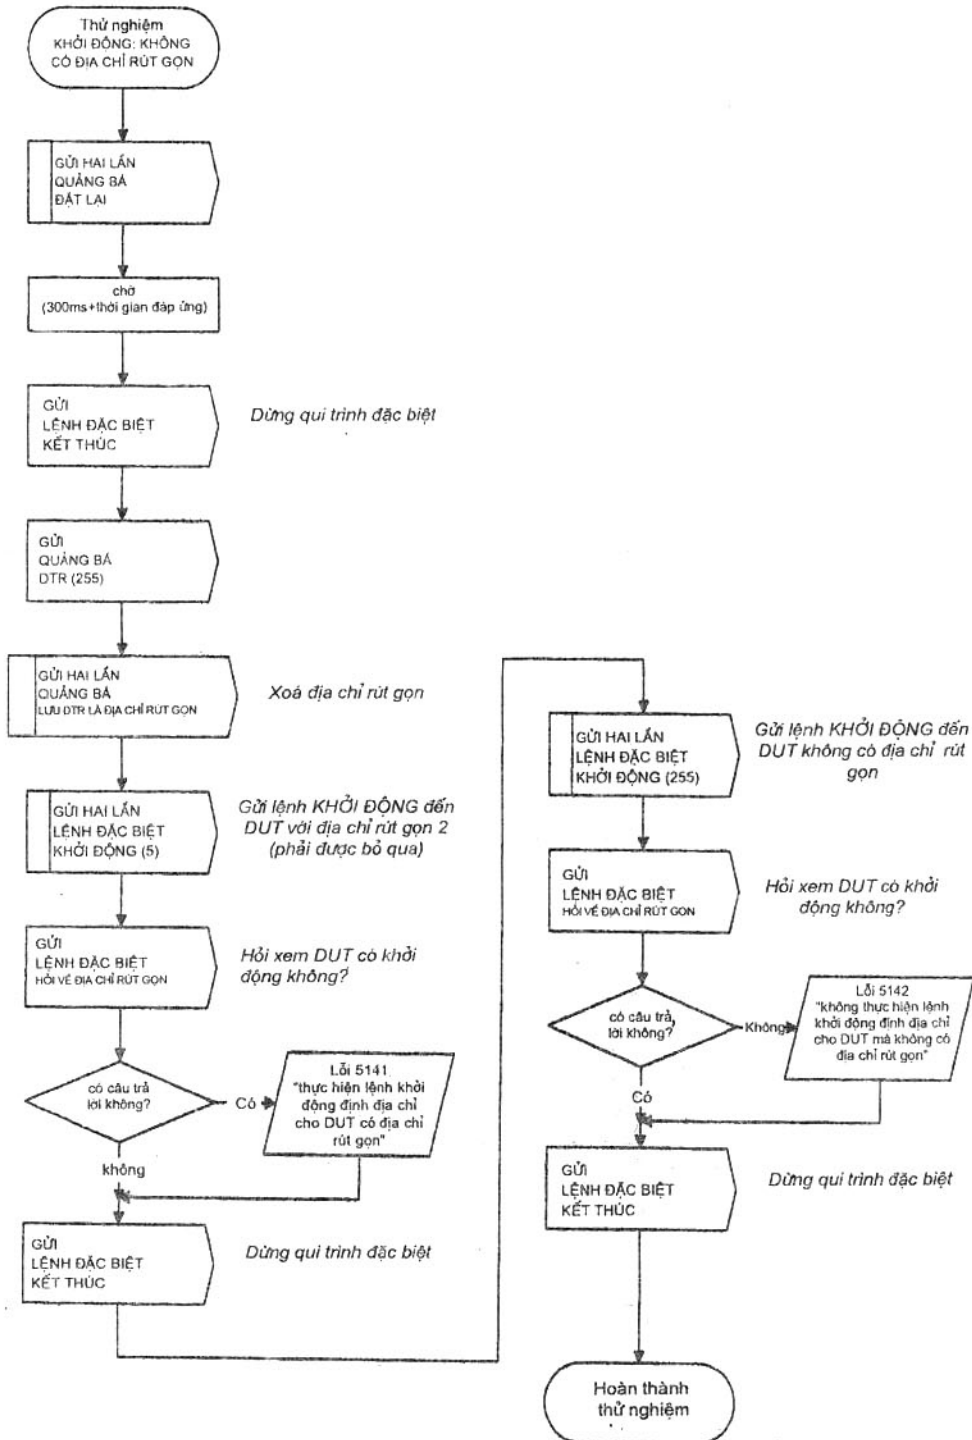 Thử nghiệm
KHỞI ĐỘNG: KHÔNG
CÓ ĐỊA CHỈ RÚT GỌN
GỬI HAI LẦN
QUẢNG BÁ
ĐẶT LẠI
chờ
(300ms+thời gian đáp ứng)
GỬI
LỆNH ĐẶC BIỆT
KẾT THÚC
Dừng qui trình đặc biệt
GỬI
QUẢNG BÁ
DTR (255)
GỬI HAI LẦN
QUẢNG BÁ
LƯU DTR LÀ ĐỊA CHỈ RÚT GỌN
Xoá địa chỉ rút gọn
GỬI HAI LẦN
LỆNH ĐẶC BIỆT
KHỞI ĐỘNG (5)
Gửi lệnh KHỞI ĐỘNG đến
DUT với địa chỉ rút gọn 2
(phải được bỏ qua)
GỬI
LỆNH ĐẶC BIỆT
HỎI VỀ ĐỊA CHỈ RÚT GỌN
Hỏi xem DUT có khởi
động không?
có câu trả
lời không?
Có
Lỗi 5141
"thực hiện lệnh khởi
động định địa chỉ
cho DUT có địa chỉ
rút gọn"
không
GỬI
LỆNH ĐẶC BIỆT
KẾT THÚC
Dừng qui trình đặc biệt
GỬI HAI LẦN
LỆNH ĐẶC BIỆT
KHỞI ĐỘNG (255)
Gửi lệnh KHỞI ĐỘNG đến
DUT không có địa chỉ rút
gọn
GỬI
LỆNH ĐẶC BIỆT
HỎI VỀ ĐỊA CHỈ RÚT GỌN
Hỏi xem DUT có khởi
động không?
có câu trả
lời không?
Không
Lỗi 5142
"không thực hiện lệnh
khởi động định địa chỉ
cho DUT mà không có
địa chỉ rút gọn"
Có
GỬI
LỆNH ĐẶC BIỆT
KẾT THÚC
Dừng qui trình đặc biệt
Hoàn thành
thử nghiệm